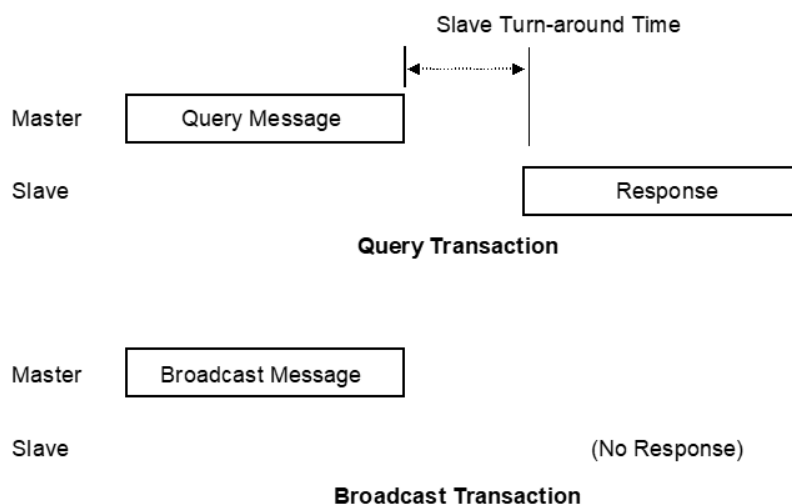 Slave Turn-around Time
Master
Query Message
Slave
Response
Query Transaction
Master
Broadcast Message
Slave
(No Response)
Broadcast Transaction